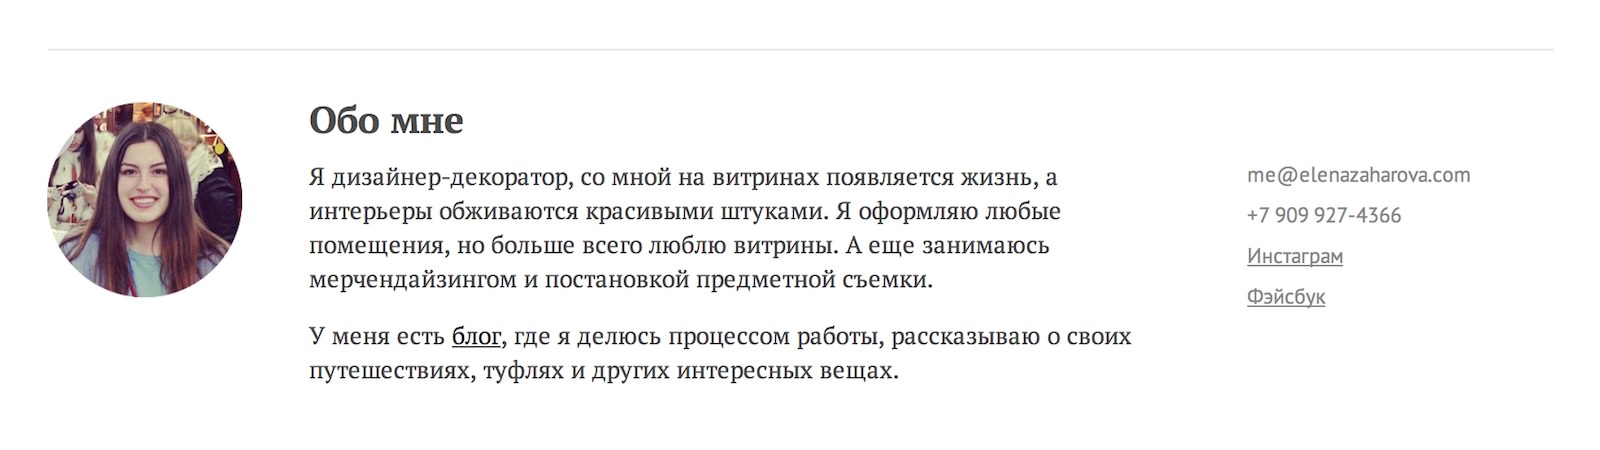 Обо мне
Я дизайнер-декоратор, со мной на витринах появляется жизнь, а
интерьеры обживаются красивыми штуками. Я оформляю любые
помещения, но больше всего люблю витрины. А еще занимаюсь
мерчендайзингом и постановкой предметной съемки.
У меня есть блог, где я делюсь процессом работы, рассказываю о своих
путешествиях, туфлях и других интересных вещах.
me@elenazaharova.com
+7 909 927-4366
Инстаграм
Фэйсбук